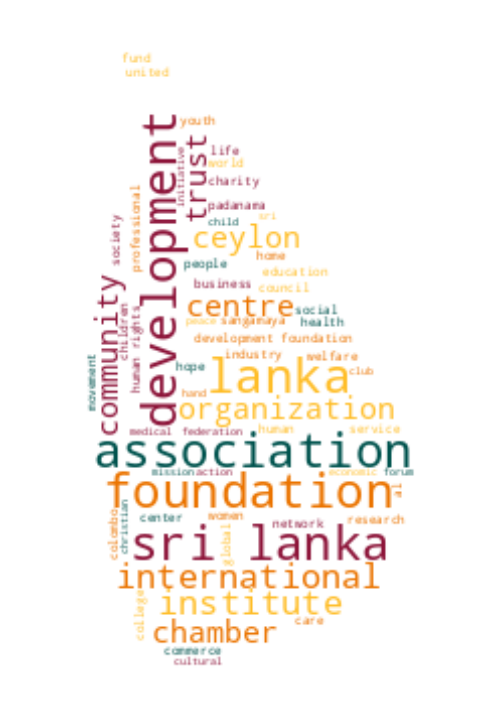 fund
united
development
youth
trust
initiative
life
world
charity
professional
padanama
sri
child
society
ceylon
home
people
education
community
business
council
centre
social
children
human rights
peace
sangamaya
health
development foundation
industry
welfare
movement
hope
lanka
club
hand
organization
medical
federation
human
service
association
mission
action
economic
forum
foundation
al
christian
center
women
colombo
network
research
global
sri lanka
international
college
institute
care
chamber
commerce
cultural